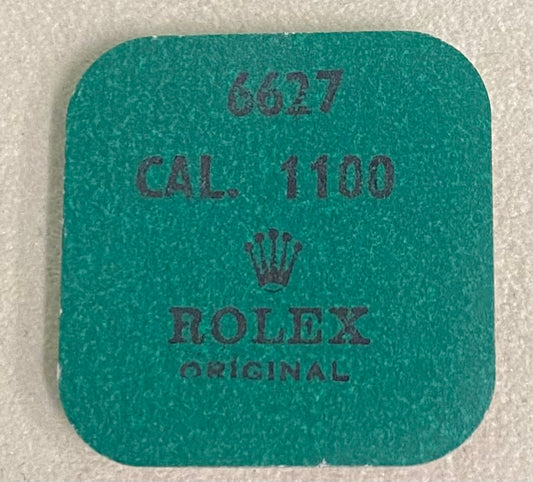 6627
CAL. 1100
ROLEX
ORIGINAL